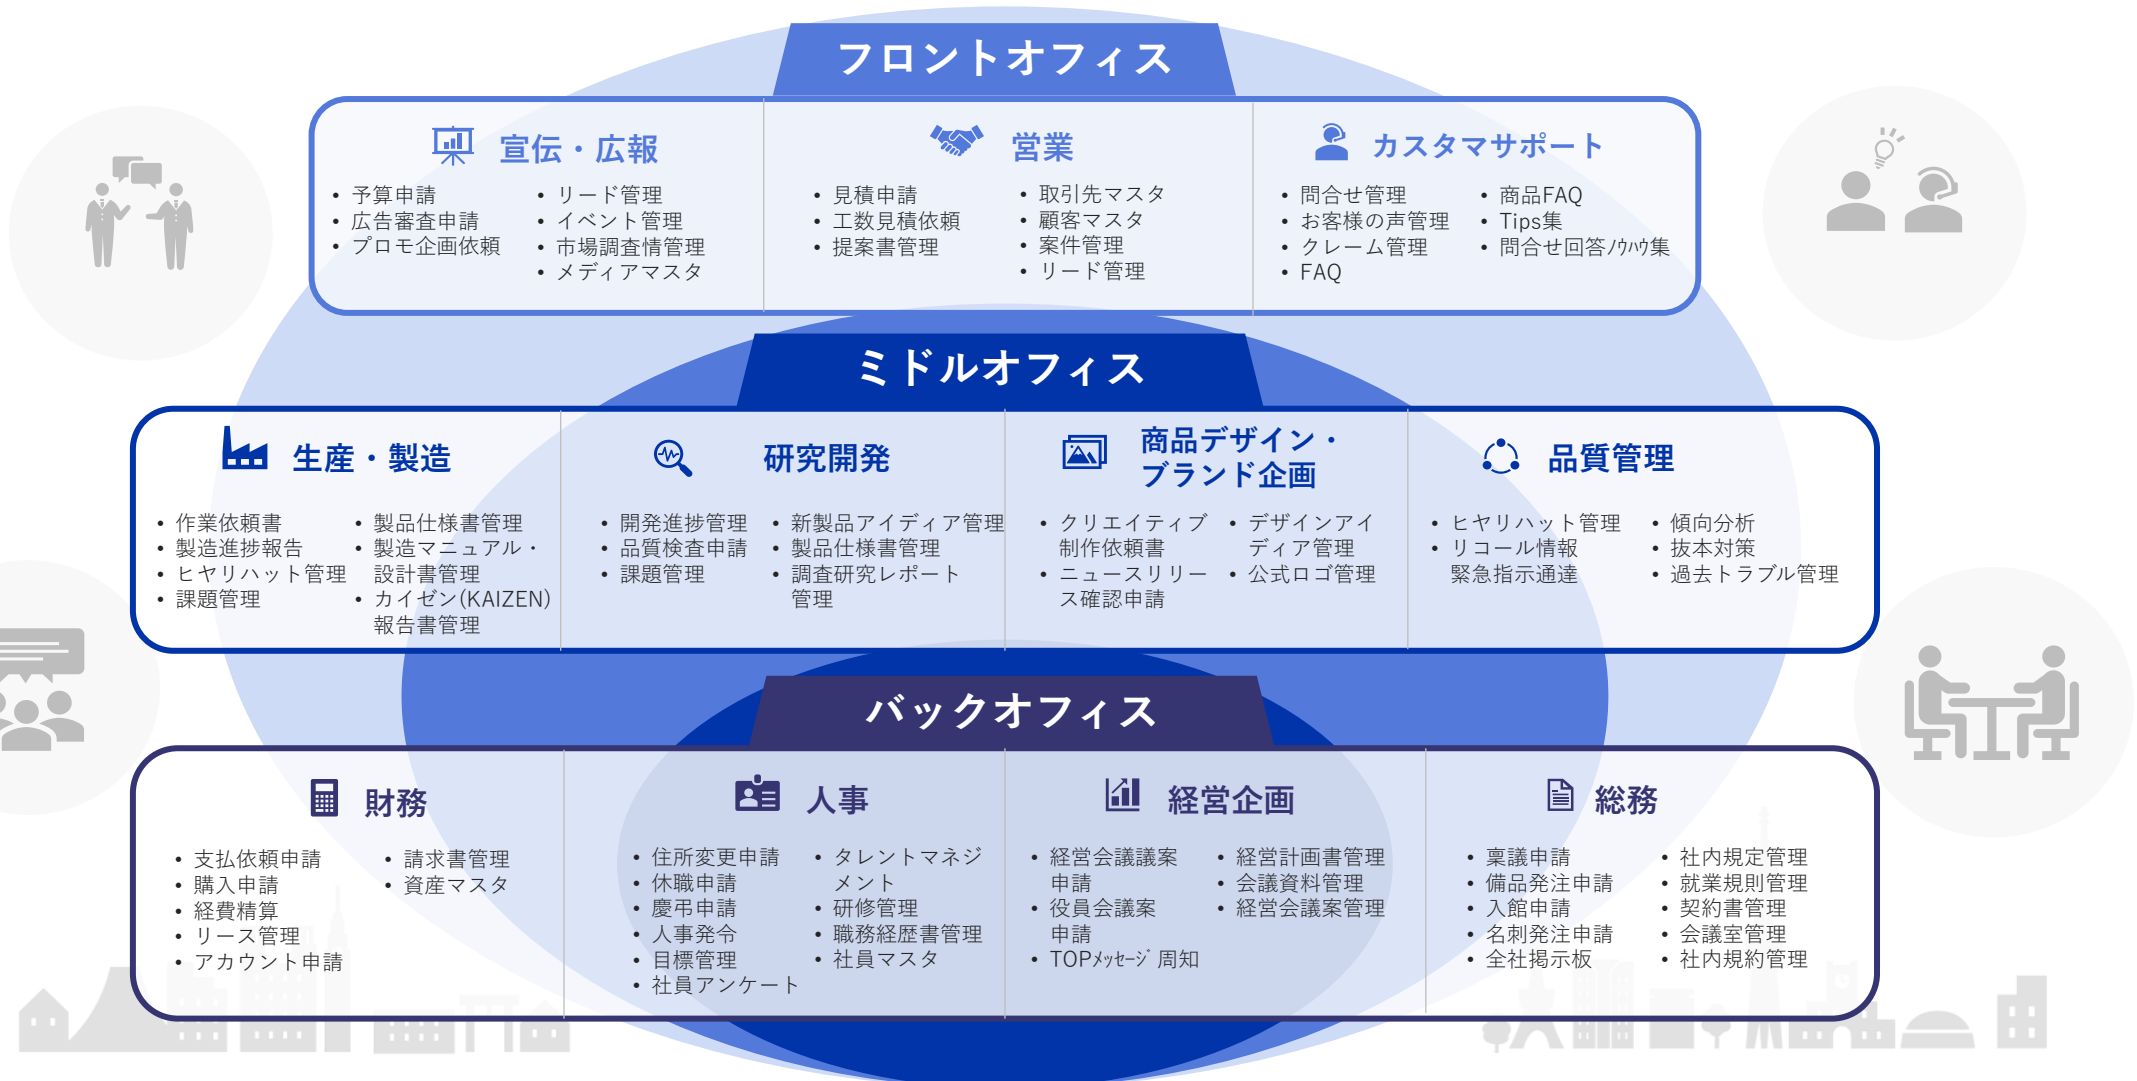 フロントオフィス
宣伝・広報
• 予算申請
• 広告審査申請
• プロモ企画依頼
• リード管理
• イベント管理
• 市場調査情管理
• メディアマスタ
営業
• 見積申請
• 工数見積依頼
• 提案書管理
• 取引先マスタ
• 顧客マスタ
• 案件管理
• リード管理
カスタマサポート
• 問合せ管理
• お客様の声管理
• クレーム管理
• FAQ
• 商品FAQ
• Tips集
• 問合せ回答ﾉｳﾊｳ集
ミドルオフィス
生産・製造
• 作業依頼書
• 製造進捗報告
• ヒヤリハット管理
• 課題管理
• 製品仕様書管理
• 製造マニュアル・
設計書管理
• カイゼン(KAIZEN)
報告書管理
研究開発
• 開発進捗管理
• 品質検査申請
• 課題管理
• 新製品アイディア管理
• 製品仕様書管理
• 調査研究レポート
管理
商品デザイン・
ブランド企画
• クリエイティブ
制作依頼書
• ニュースリリー
ス確認申請
• デザインアイ
ディア管理
• 公式ロゴ管理
品質管理
• ヒヤリハット管理
• リコール情報
緊急指示通達
• 傾向分析
• 抜本対策
• 過去トラブル管理
バックオフィス
財務
• 支払依頼申請
• 購入申請
• 経費精算
• リース管理
• アカウント申請
• 請求書管理
• 資産マスタ
人事
• 住所変更申請
• 休職申請
• 慶弔申請
• 人事発令
• 目標管理
• 社員アンケート
• タレントマネジ
メント
• 研修管理
• 職務経歴書管理
• 社員マスタ
経営企画
• 経営会議議案
申請
• 役員会議案
申請
• TOPﾒｯｾｰｼﾞ 周知
• 経営計画書管理
• 会議資料管理
• 経営会議案管理
総務
• 稟議申請
• 備品発注申請
• 入館申請
• 名刺発注申請
• 全社掲示板
• 社内規定管理
• 就業規則管理
• 契約書管理
• 会議室管理
• 社内規約管理